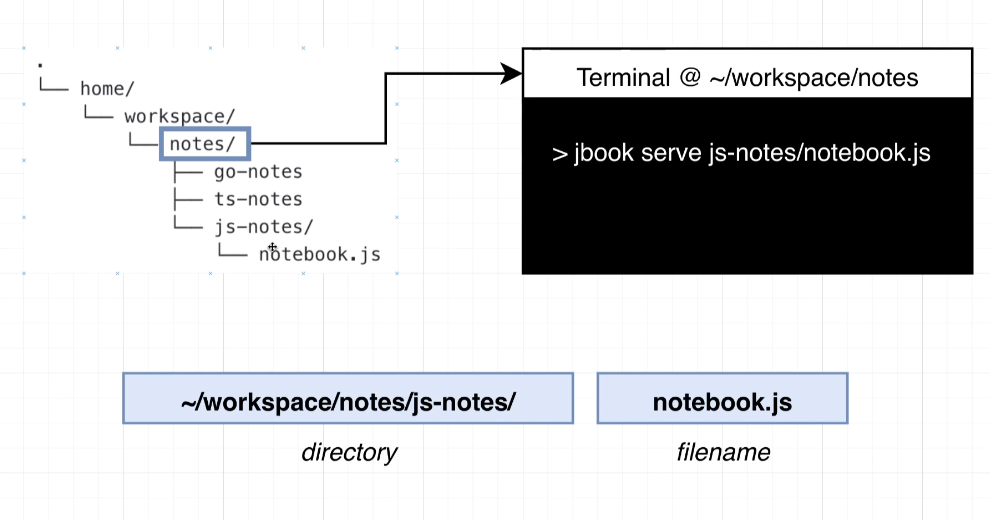 .
└── home/
└── workspace/
└── notes/
├── go-notes
├── ts-notes
└── js-notes/
└── notebook.js
Terminal @ ~/workspace/notes
> jbook serve js-notes/notebook.js
~/workspace/notes/js-notes/
notebook.js
directory
filename